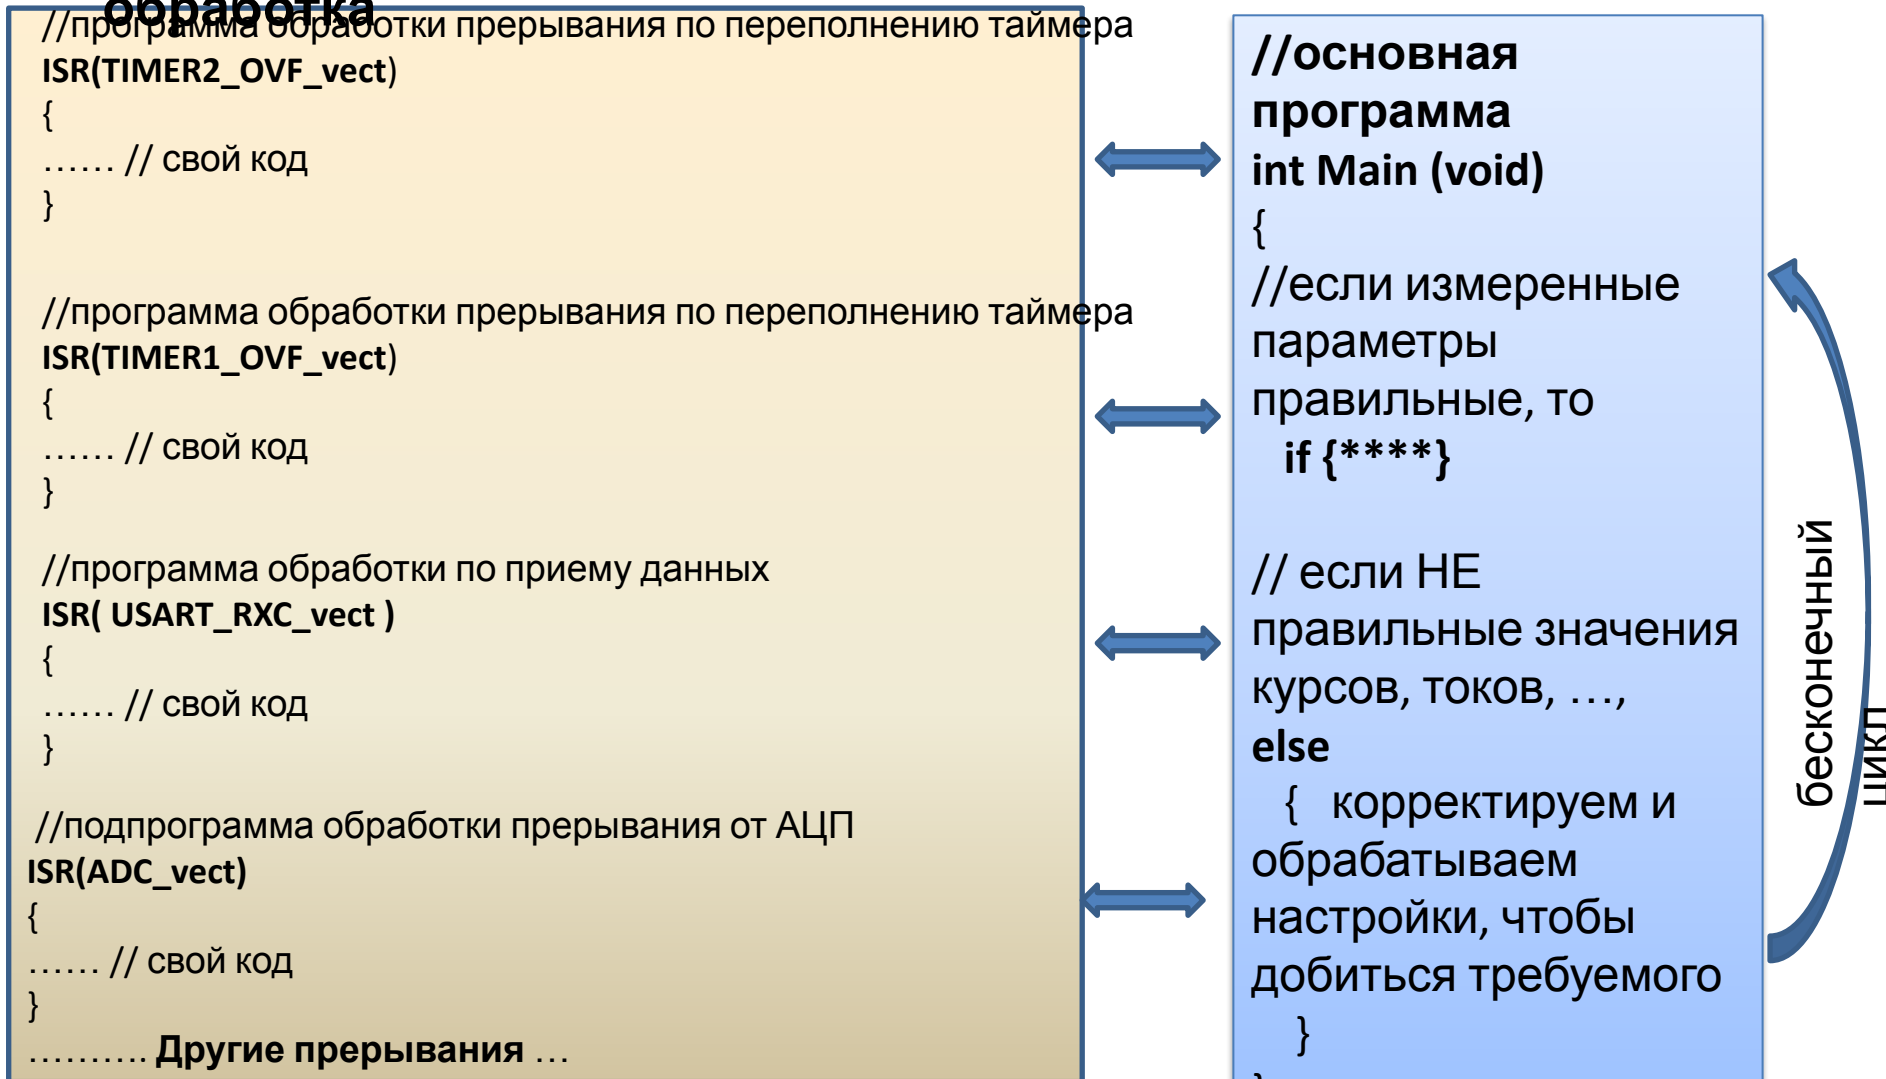 обработка
//программа обработки прерывания по переполнению таймера
ISR(TIMER2_OVF_vect)
{
…… // свой код
}
//программа обработки прерывания по переполнению таймера
ISR(TIMER1_OVF_vect)
{
…… // свой код
}
//программа обработки по приему данных
ISR( USART_RXC_vect )
{
…… // свой код
}
//подпрограмма обработки прерывания от АЦП
ISR(ADC_vect)
{
…… // свой код
}
………. Другие прерывания …
//основная
программа
int Main (void)
{
//если измеренные
параметры
правильные, то
if {****}
// если НЕ
правильные значения
курсов, токов, …,
else
{ корректируем и
обрабатываем
настройки, чтобы
добиться требуемого
}
}
бесконечный
цикл